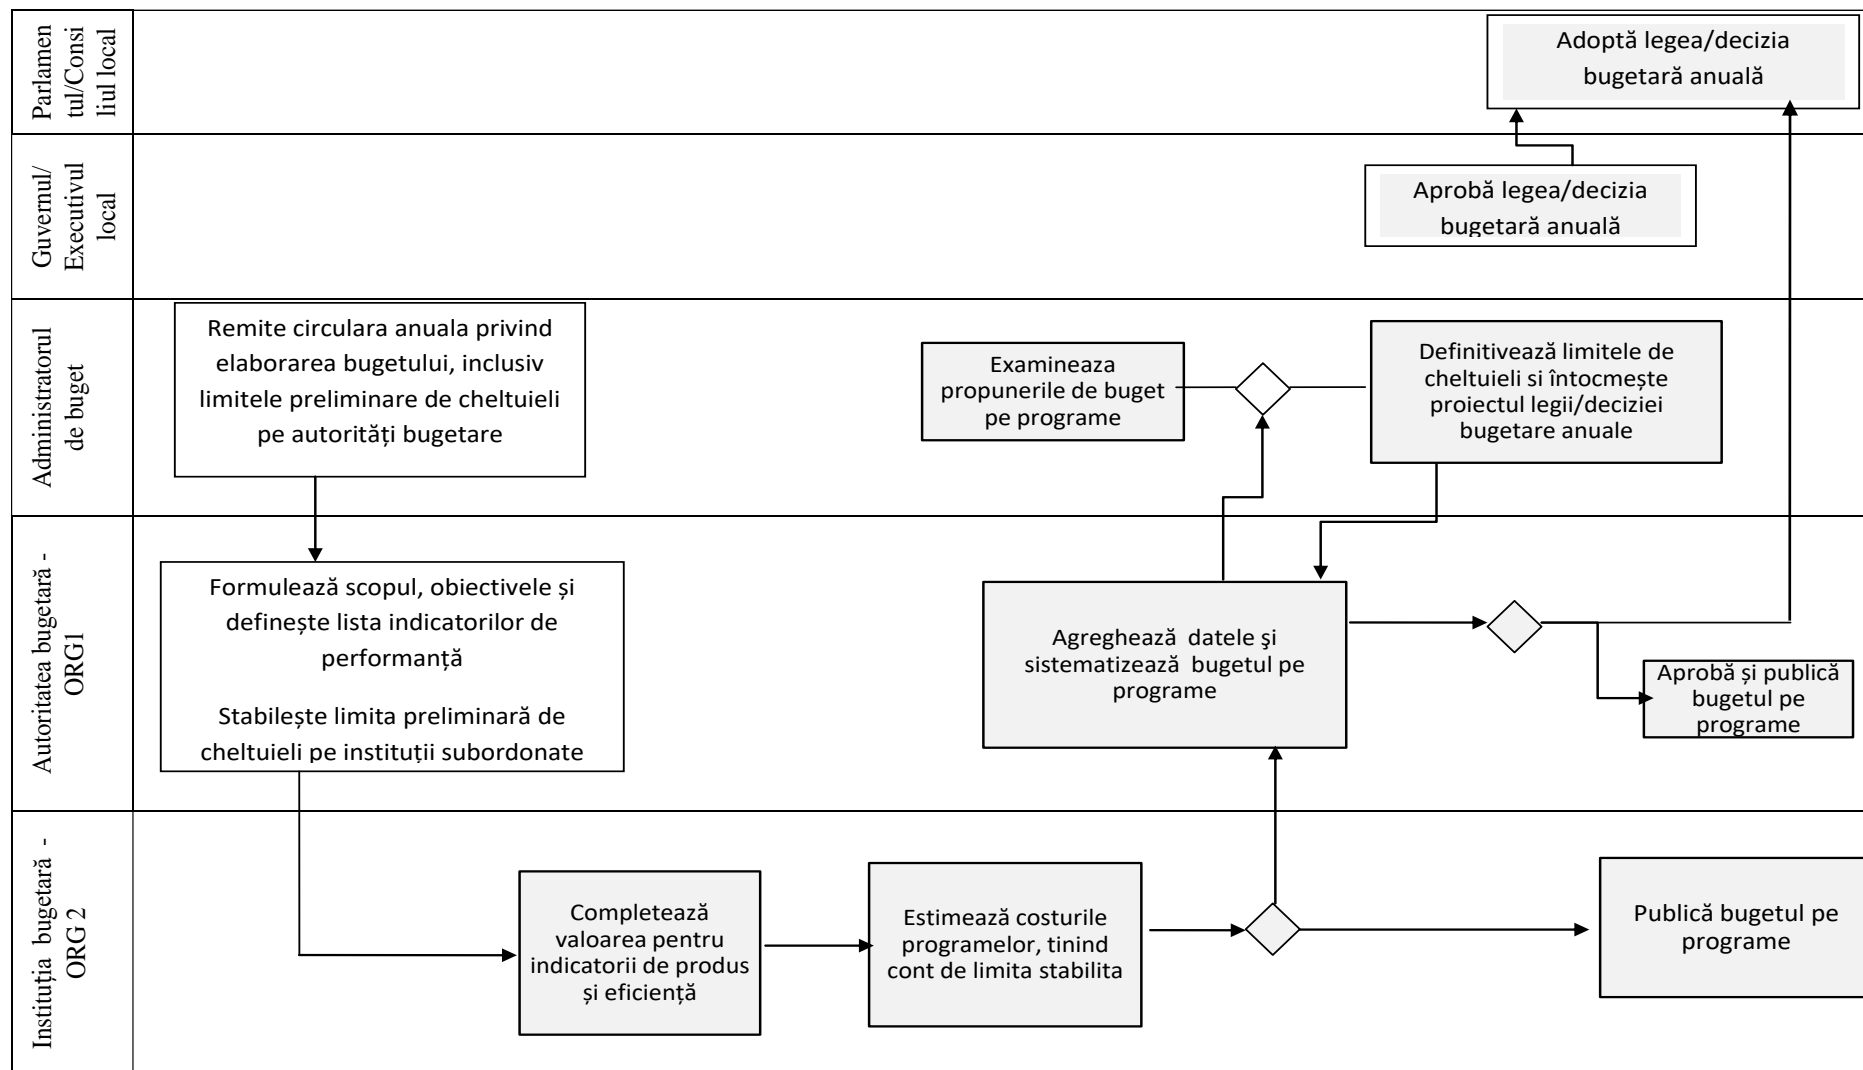 Parlamen
tul/Consi
liul local
Adoptă legea/decizia
bugetară anuală
Guvernul/
Executivul
local
Aprobă legea/decizia
bugetară anuală
Administratorul
de buget
Remite circulara anuala privind
elaborarea bugetului, inclusiv
limitele preliminare de cheltuieli
pe autorități bugetare
Examineaza
propunerile de buget
pe programe
Definitivează limitele de
cheltuieli si întocmește
proiectul legii/deciziei
bugetare anuale
Autoritatea bugetară -
ORG1
Formulează scopul, obiectivele și
definește lista indicatorilor de
performanță
Stabilește limita preliminară de
cheltuieli pe instituții subordonate
Agreghează  datele şi
sistematizează  bugetul pe
programe
Aprobă și publică
bugetul pe
programe
Instituția  bugetară  -
ORG 2
Completează
valoarea pentru
indicatorii de produs
și eficiență
Estimează costurile
programelor, tinind
cont de limita stabilita
Publică bugetul pe
programe